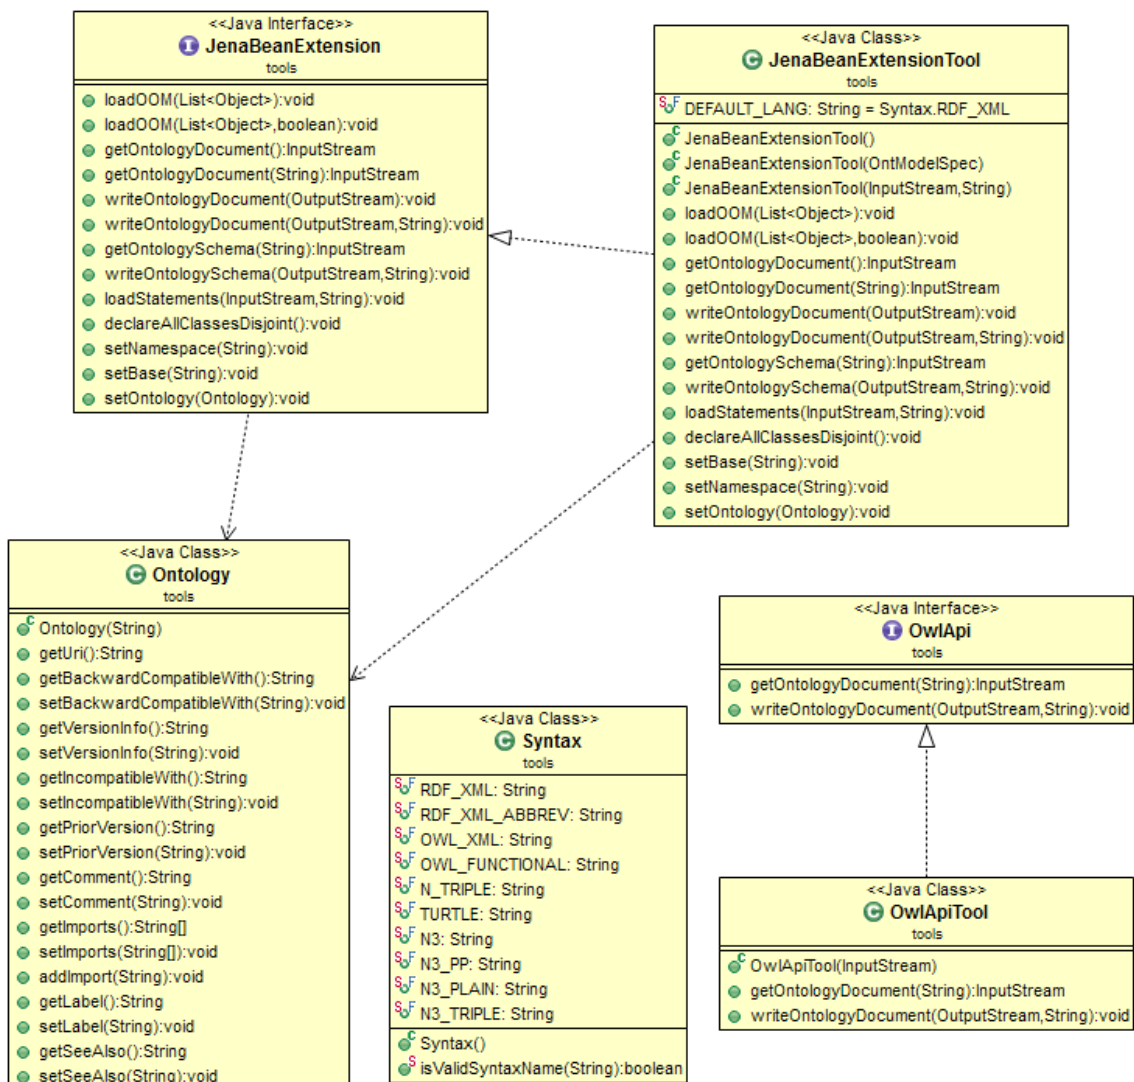 <<Java Interface>>
JenaBeanExtension
tools
loadOOM(List<Object>):void
loadOOM(List<Object>,boolean):void
getOntologyDocument():InputStream
getOntologyDocument(String):InputStream
writeOntologyDocument(OutputStream):void
writeOntologyDocument(OutputStream,String):void
getOntologySchema(String):InputStream
writeOntologySchema(OutputStream,String):void
loadStatements(InputStream,String):void
declareAllClassesDisjoint():void
setNamespace(String):void
setBase(String):void
setOntology(Ontology):void
<<Java Class>>
JenaBeanExtensionTool
tools
DEFAULT_LANG: String = Syntax.RDF_XML
JenaBeanExtensionTool()
JenaBeanExtensionTool(OntModelSpec)
JenaBeanExtensionTool(InputStream,String)
loadOOM(List<Object>):void
loadOOM(List<Object>,boolean):void
getOntologyDocument():InputStream
getOntologyDocument(String):InputStream
writeOntologyDocument(OutputStream):void
writeOntologyDocument(OutputStream,String):void
getOntologySchema(String):InputStream
writeOntologySchema(OutputStream,String):void
loadStatements(InputStream,String):void
declareAllClassesDisjoint():void
setBase(String):void
setNamespace(String):void
setOntology(Ontology):void
<<Java Class>>
Ontology
tools
Ontology(String)
getUri():String
getBackwardCompatibleWith():String
setBackwardCompatibleWith(String):void
getVersionInfo():String
setVersionInfo(String):void
getIncompatibleWith():String
setIncompatibleWith(String):void
getPriorVersion():String
setPriorVersion(String):void
getComment():String
setComment(String):void
getImports():String[]
setImports(String[]):void
addImport(String):void
getLabel():String
setLabel(String):void
getSeeAlso():String
setSeeAlso(String):void
<<Java Class>>
Syntax
tools
RDF_XML: String
RDF_XML_ABBREV: String
OWL_XML: String
OWL_FUNCTIONAL: String
N_TRIPLE: String
TURTLE: String
N3: String
N3_PP: String
N3_PLAIN: String
N3_TRIPLE: String
Syntax()
isValidSyntaxName(String):boolean
<<Java Interface>>
OwlApi
tools
getOntologyDocument(String):InputStream
writeOntologyDocument(OutputStream,String):void
<<Java Class>>
OwlApiTool
tools
OwlApiTool(InputStream)
getOntologyDocument(String):InputStream
writeOntologyDocument(OutputStream,String):void